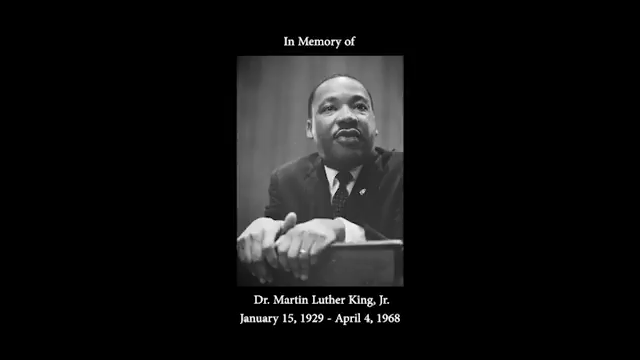 In Memory of
Dr. Martin Luther King, Jr.
January 15, 1929 - April 4, 1968